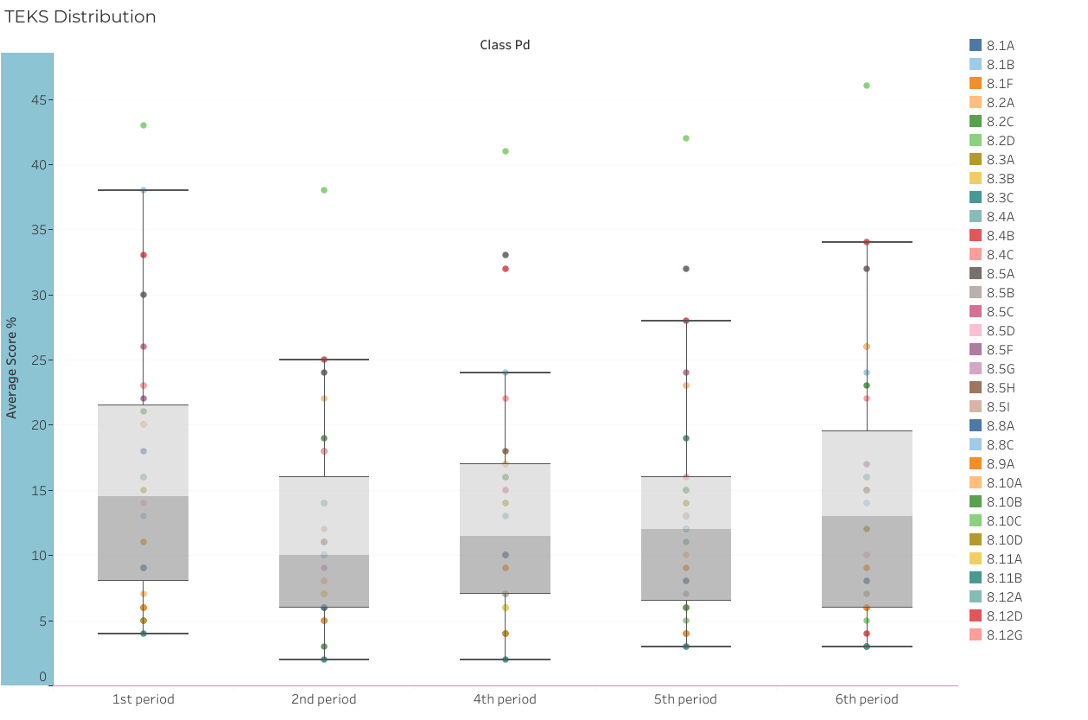 TEKS Distribution
Class Pd
Average Score %
45
40
35
30
25
20
15
10
5
0
1st period
2nd period
4th period
5th period
6th period
8.1A
8.1B
8.1F
8.2A
8.2C
8.2D
8.3A
8.3B
8.3C
8.4A
8.4B
8.4C
8.5A
8.5B
8.5C
8.5D
8.5F
8.5G
8.5H
8.5I
8.8A
8.8C
8.9A
8.10A
8.10B
8.10C
8.10D
8.11A
8.11B
8.12A
8.12D
8.12G